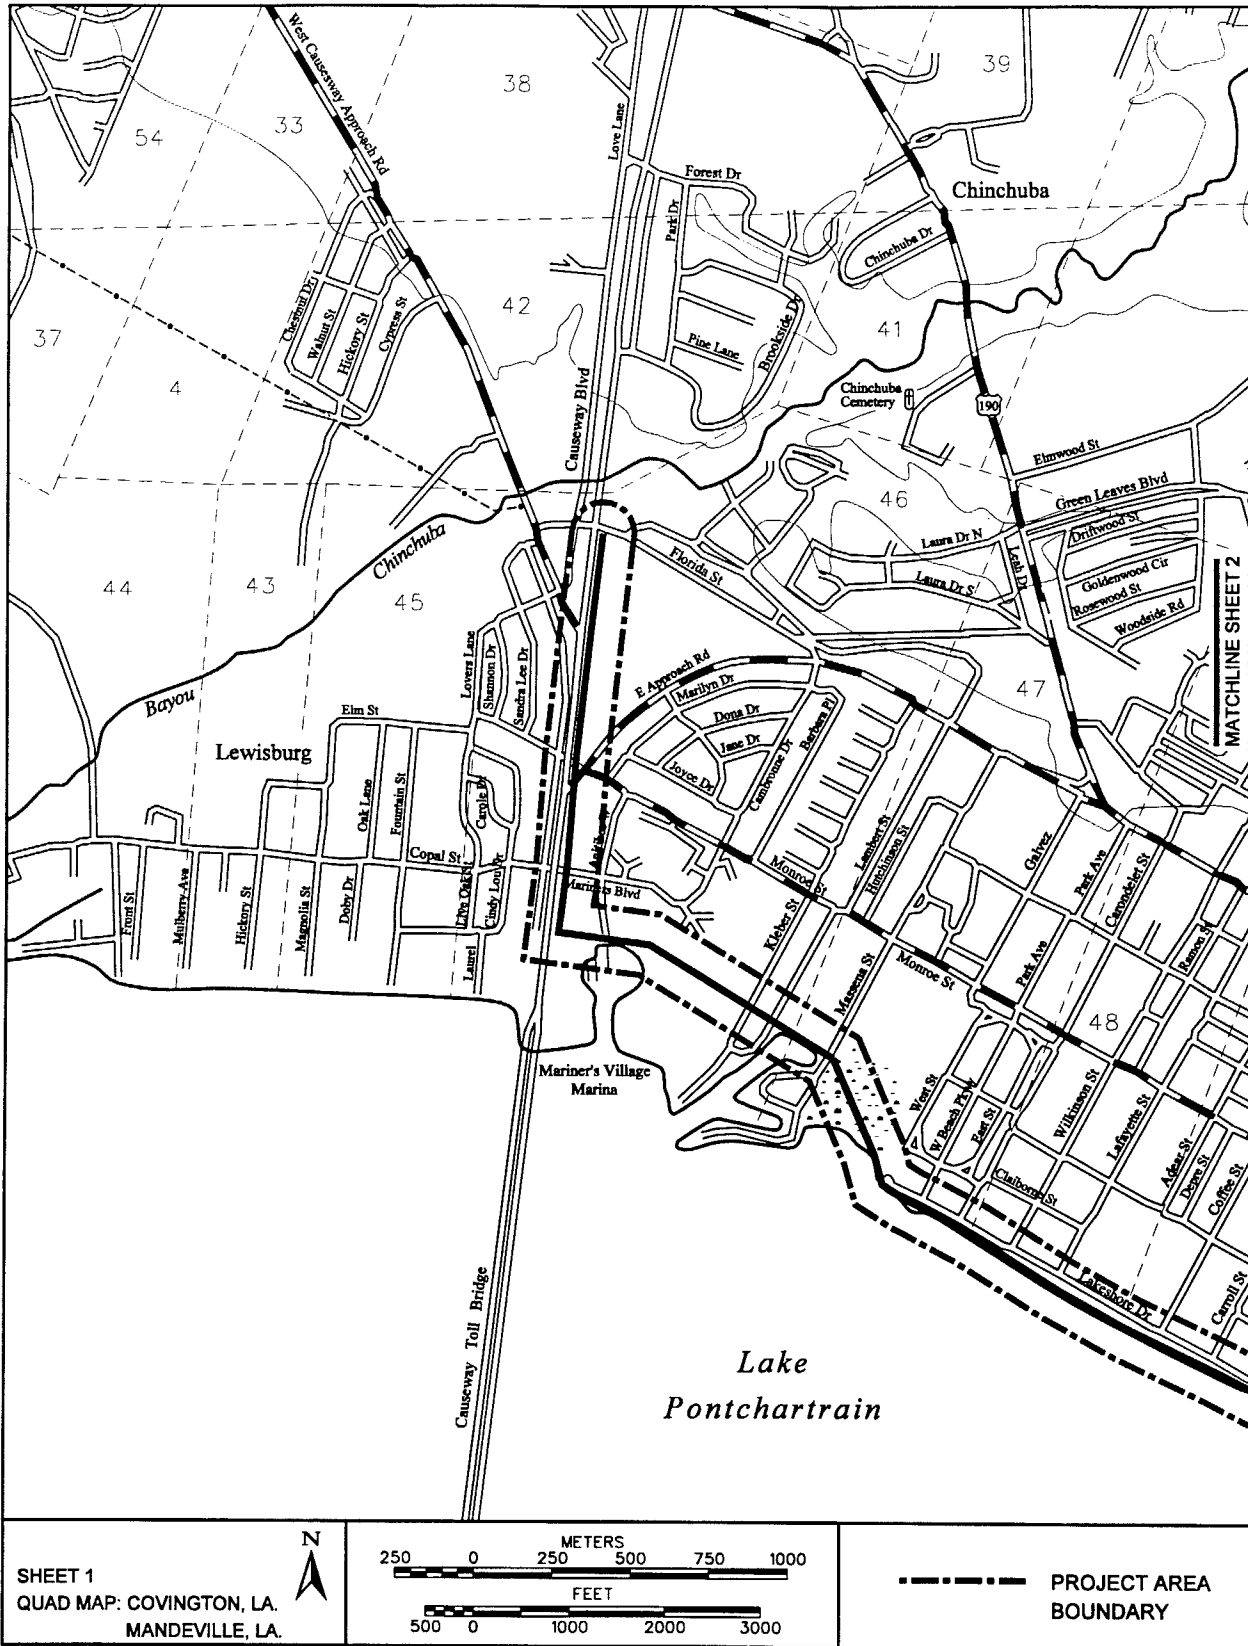 West Causesway Approach Rd
38
39
54
33
Love Lane
Forest Dr
Chinchuba
Park Dr
Chinchuba Dr
Chestnut Dr
Walnut St
Hickory St
Cypress St
42
37
4
Pine Lane
Brookside Dr
41
Chinchuba
Cemetery
190
Causeway Blvd
Elmwood St
Green Leaves Blvd
46
Driftwood St
Laura Dr N
Leah Dr
Chinchuba
Florida St
Laura Dr S
Goldenwood Cir
Rosewood St
Woodside Rd
MATCHLINE SHEET 2
44
43
45
Lovers Lane
Shannon Dr
Sandra Lee Dr
E Approach Rd
Marilyn Dr
47
Bayou
Elm St
Dona Dr
Barbara Pl
Jane Dr
Lewisburg
Joyce Dr
Cambronne Dr
Oak Lane
Fountain St
Carole Dr
Lambert St
Hutchinson St
Galvez
Park Ave
Carondelet St
Copal St
Monroe St
Mariners Blvd
Front St
Mulberry Ave
Hickory St
Magnolia St
Doby Dr
Live Oak St
Cindy Lou Dr
Laurel
Kleber St
Massena St
Monroe St
Park Ave
Ramon St
48
Mariner's Village
Marina
West St
W Beach Pkwy
East St
Wilkinson St
Lafayette St
Adear St
Depre St
Coffee St
Claiborne St
Lakeshore Dr
Carroll St
Causeway Toll Bridge
Lake
Pontchartrain
SHEET 1
QUAD MAP: COVINGTON, LA.
MANDEVILLE, LA.
N
METERS
250 0 250 500 750 1000
FEET
500 0 1000 2000 3000
PROJECT AREA
BOUNDARY